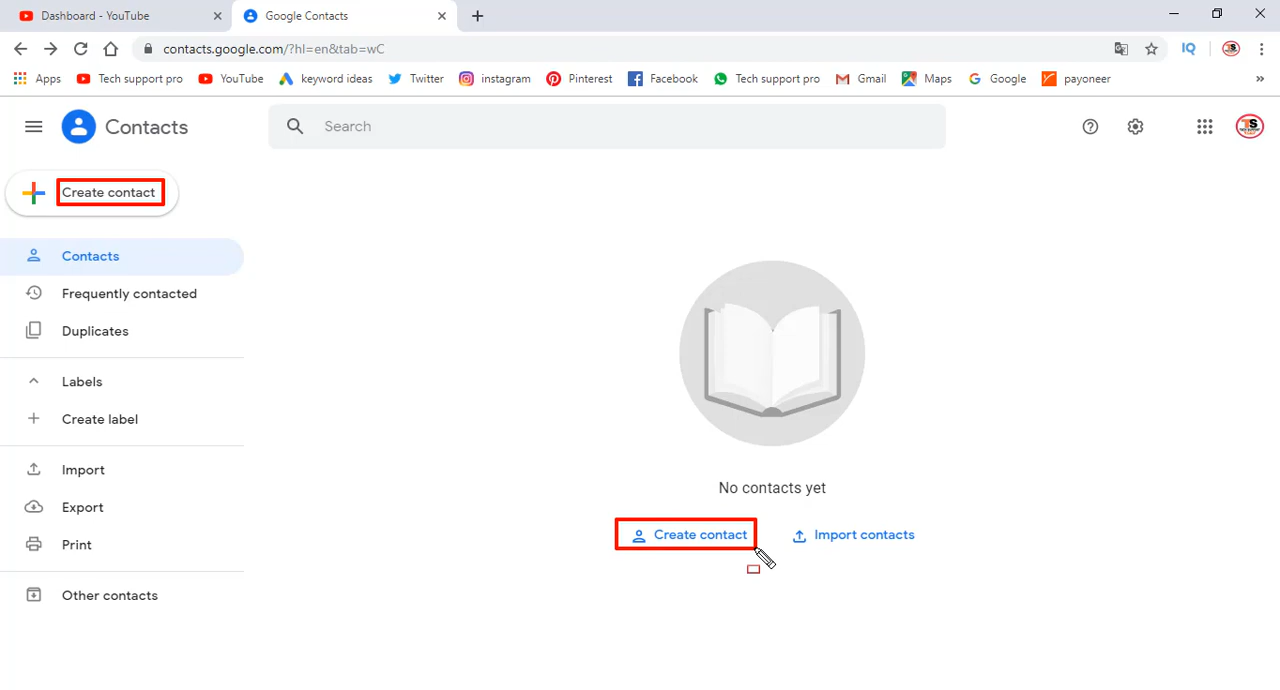 Dashboard - YouTube
Google Contacts
contacts.google.com/?hl=en&tab=wC
IQ
Apps Tech support pro YouTube keyword ideas Twitter instagram Pinterest Facebook Tech support pro Gmail Maps Google payoneer »
Contacts
Search
TS
Create contact
Contacts
Frequently contacted
Duplicates
Labels
Create label
Import
Export
Print
Other contacts
No contacts yet
Create contact Import contacts